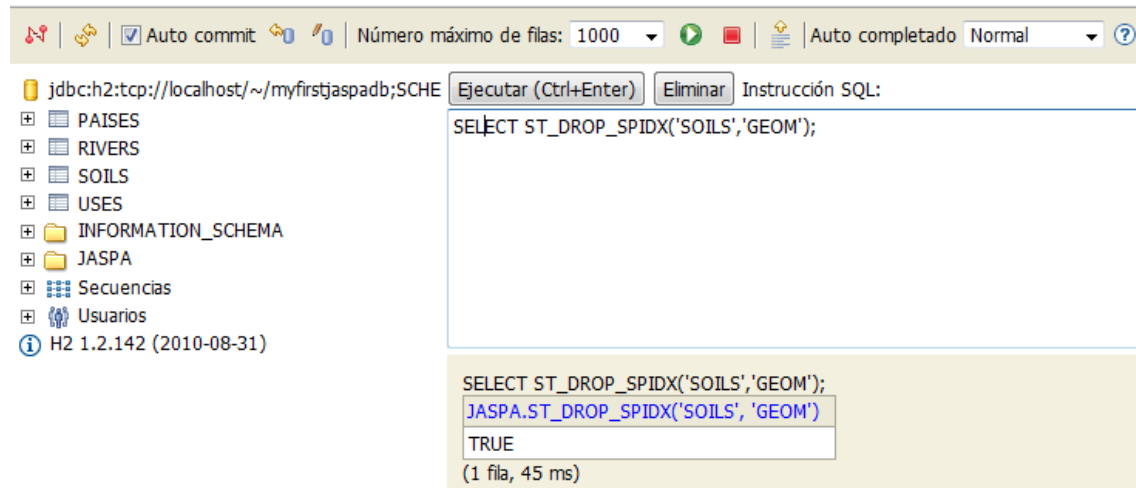 Auto commit Número máximo de filas: 1000 Auto completado Normal
jdbc:h2:tcp://localhost/~/myfirstjaspadb;SCHE
PAISES
RIVERS
SOILS
USES
INFORMATION_SCHEMA
JASPA
Secuencias
Usuarios
H2 1.2.142 (2010-08-31)
Ejecutar (Ctrl+Enter) Eliminar Instrucción SQL:
SELECT ST_DROP_SPIDX('SOILS','GEOM');
SELECT ST_DROP_SPIDX('SOILS','GEOM');
JASPA.ST_DROP_SPIDX('SOILS', 'GEOM')
TRUE
(1 fila, 45 ms)